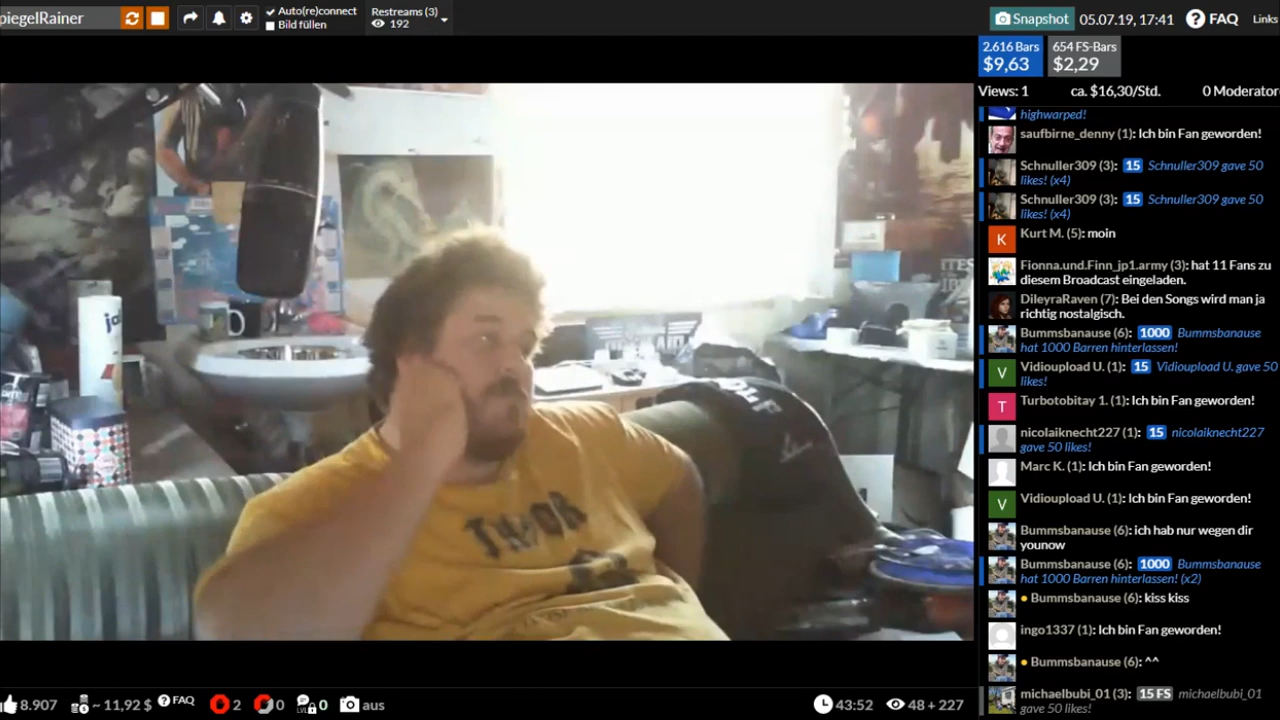 piegelRainer
Auto(re)connect
Bild füllen
Restreams (3)
192
Snapshot
05.07.19, 17:41
FAQ
Links
2.616 Bars
$9,63
654 FS-Bars
$2,29
Views: 1
ca. $16,30/Std.
0 Moderator
highwarped!
saufbirne_denny (1): Ich bin Fan geworden!
Schnuller309 (3): 15 Schnuller309 gave 50
likes! (x4)
Schnuller309 (3): 15 Schnuller309 gave 50
likes! (x4)
K
Kurt M. (5): moin
Fionna.und.Finn_jp1.army (3): hat 11 Fans zu
diesem Broadcast eingeladen.
DileyraRaven (7): Bei den Songs wird man ja
richtig nostalgisch.
Bummsbanause (6): 1000 Bummsbanause
hat 1000 Barren hinterlassen!
V
Vidioupload U. (1): 15 Vidioupload U. gave 50
likes!
T
Turbotobitay 1. (1): Ich bin Fan geworden!
nicolaiknecht227 (1): 15 nicolaiknecht227
gave 50 likes!
Marc K. (1): Ich bin Fan geworden!
V
Vidioupload U. (1): Ich bin Fan geworden!
Bummsbanause (6): ich hab nur wegen dir
younow
Bummsbanause (6): 1000 Bummsbanause
hat 1000 Barren hinterlassen! (x2)
Bummsbanause (6): kiss kiss
ingo1337 (1): Ich bin Fan geworden!
Bummsbanause (6): ^^
michaelbubi_01 (3): 15 FS michaelbubi_01
gave 50 likes!
ja!
THOR
8.907
~ 11,92 $
FAQ
2
0
LVL
0
aus
43:52
48 + 227